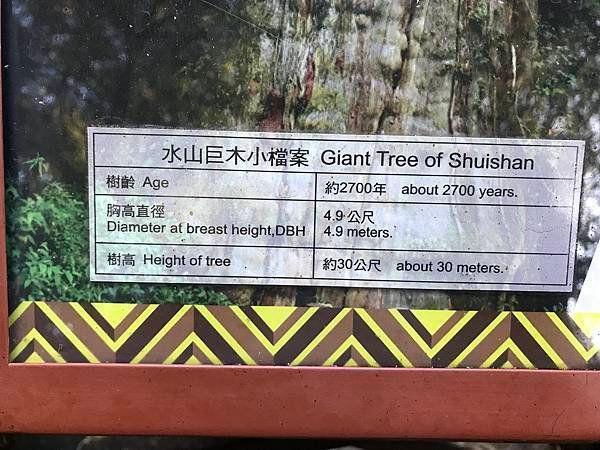 水山巨木小檔案 Giant Tree of Shuishan
樹齡 Age 約2700年 about 2700 years.
胸高直徑
Diameter at breast height,DBH
4.9 公尺
4.9 meters.
樹高 Height of tree 約30公尺 about 30 meters.